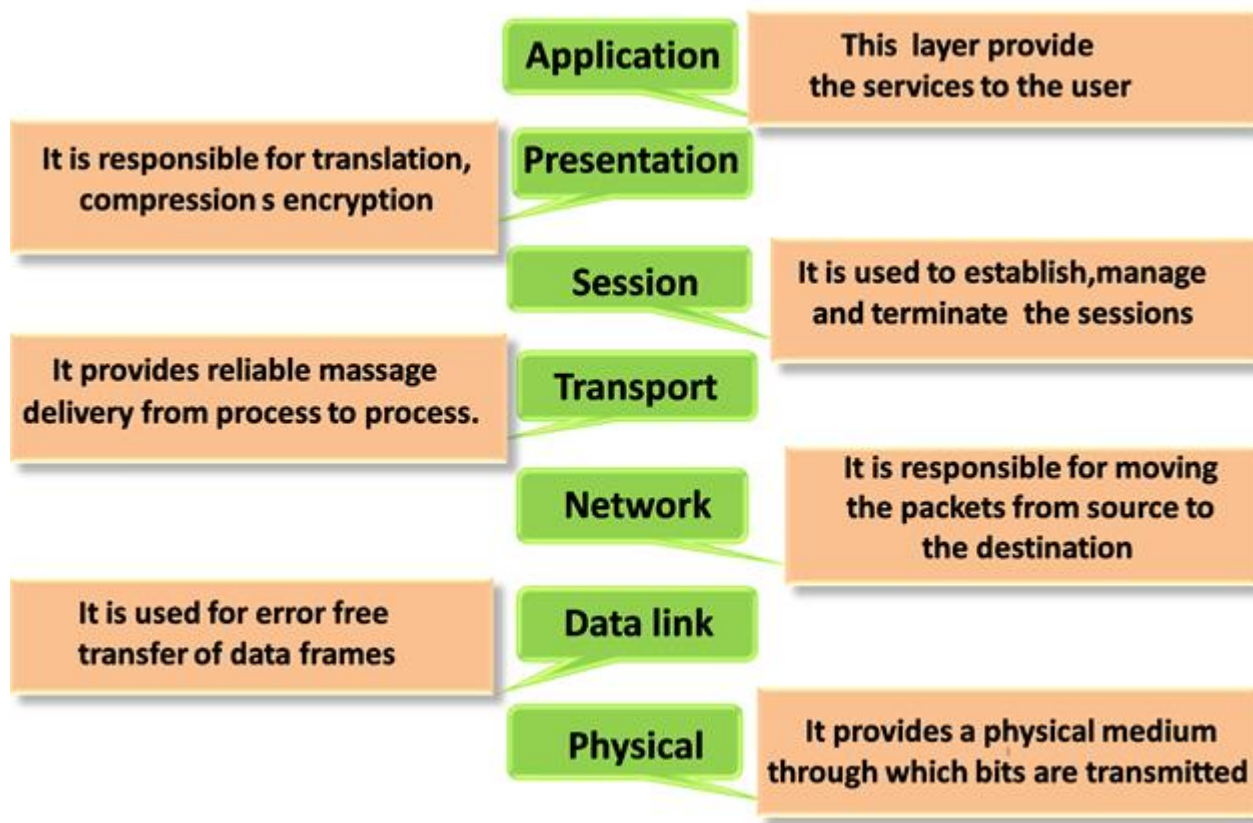 Application
This layer provide
the services to the user
Presentation
It is responsible for translation,
compression s encryption
Session
It is used to establish,manage
and terminate the sessions
Transport
It provides reliable massage
delivery from process to process.
Network
It is responsible for moving
the packets from source to
the destination
Data link
It is used for error free
transfer of data frames
Physical
It provides a physical medium
through which bits are transmitted